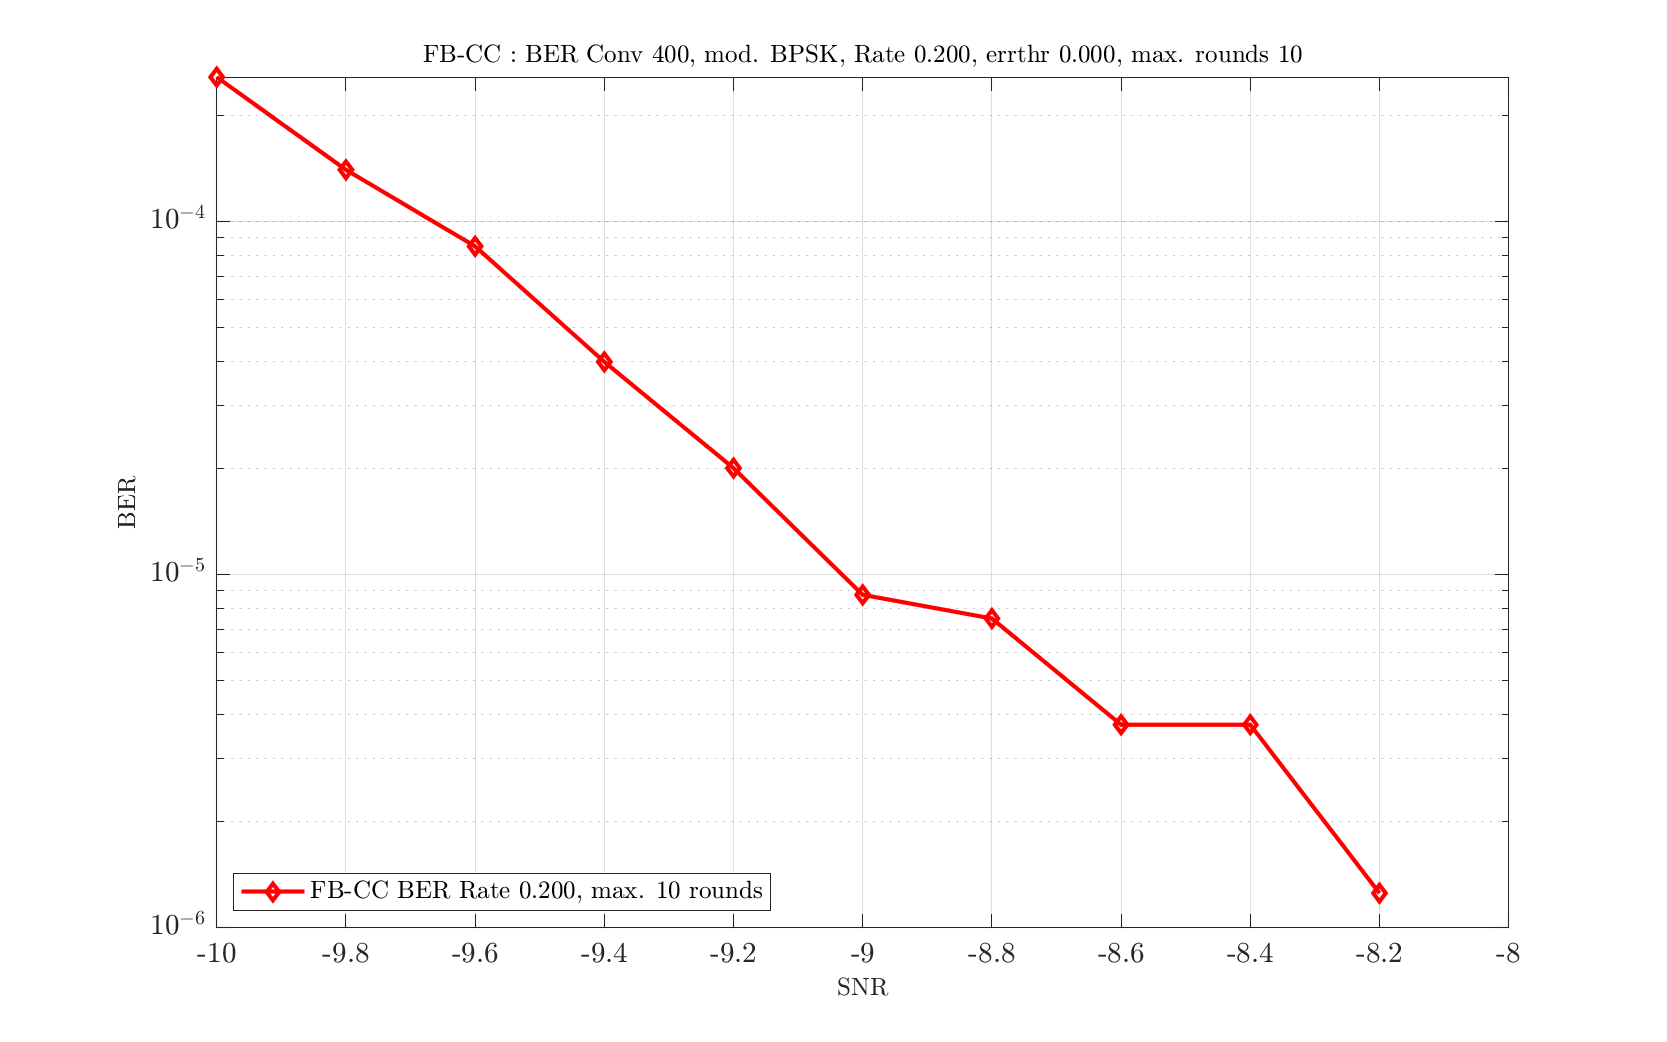 FB-CC : BER Conv 400, mod. BPSK, Rate 0.200, errthr 0.000, max. rounds 10
10⁻⁴
10⁻⁵
10⁻⁶
BER
FB-CC BER Rate 0.200, max. 10 rounds
-10 -9.8 -9.6 -9.4 -9.2 -9 -8.8 -8.6 -8.4 -8.2 -8
SNR